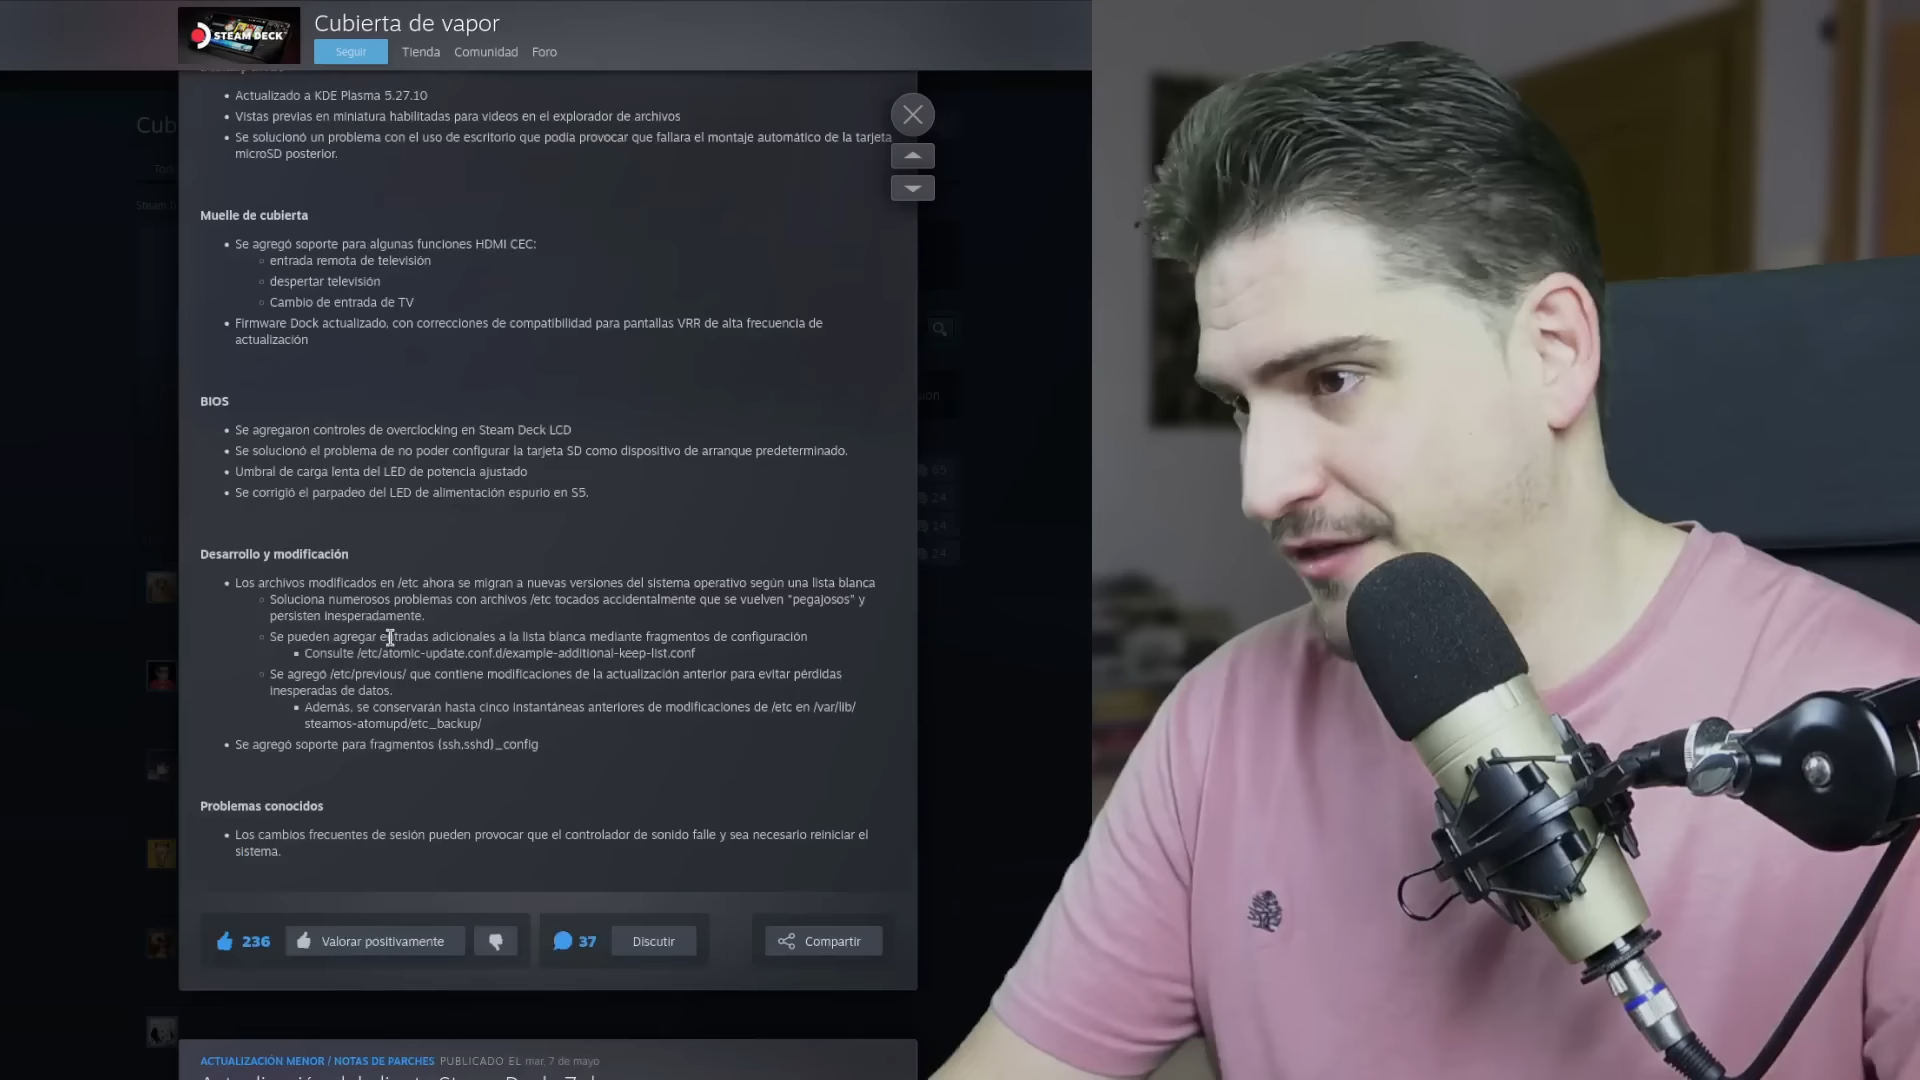 STEAM DECK
Cubierta de vapor
Seguir
Tienda
Comunidad
Foro
Actualizado a KDE Plasma 5.27.10
Vistas previas en miniatura habilitadas para videos en el explorador de archivos
Se solucionó un problema con el uso de escritorio que podía provocar que fallara el montaje automático de la tarjeta
microSD posterior.
Muelle de cubierta
Se agregó soporte para algunas funciones HDMI CEC:
entrada remota de televisión
despertar televisión
Cambio de entrada de TV
Firmware Dock actualizado, con correcciones de compatibilidad para pantallas VRR de alta frecuencia de
actualización
BIOS
Se agregaron controles de overclocking en Steam Deck LCD
Se solucionó el problema de no poder configurar la tarjeta SD como dispositivo de arranque predeterminado.
Umbral de carga lenta del LED de potencia ajustado
Se corrigió el parpadeo del LED de alimentación espurio en S5.
Desarrollo y modificación
Los archivos modificados en /etc ahora se migran a nuevas versiones del sistema operativo según una lista blanca
Soluciona numerosos problemas con archivos /etc tocados accidentalmente que se vuelven "pegajosos" y
persisten inesperadamente.
Se pueden agregar entradas adicionales a la lista blanca mediante fragmentos de configuración
Consulte /etc/atomic-update.conf.d/example-additional-keep-list.conf
Se agregó /etc/previous/ que contiene modificaciones de la actualización anterior para evitar pérdidas
inesperadas de datos.
Además, se conservarán hasta cinco instantáneas anteriores de modificaciones de /etc en /var/lib/
steamos-atomupd/etc_backup/
Se agregó soporte para fragmentos {ssh,sshd}_config
Problemas conocidos
Los cambios frecuentes de sesión pueden provocar que el controlador de sonido falle y sea necesario reiniciar el
sistema.
236
Valorar positivamente
37
Discutir
Compartir
ACTUALIZACIÓN MENOR / NOTAS DE PARCHES PUBLICADO EL mar, 7 de mayo
Cub
65
24
14
24